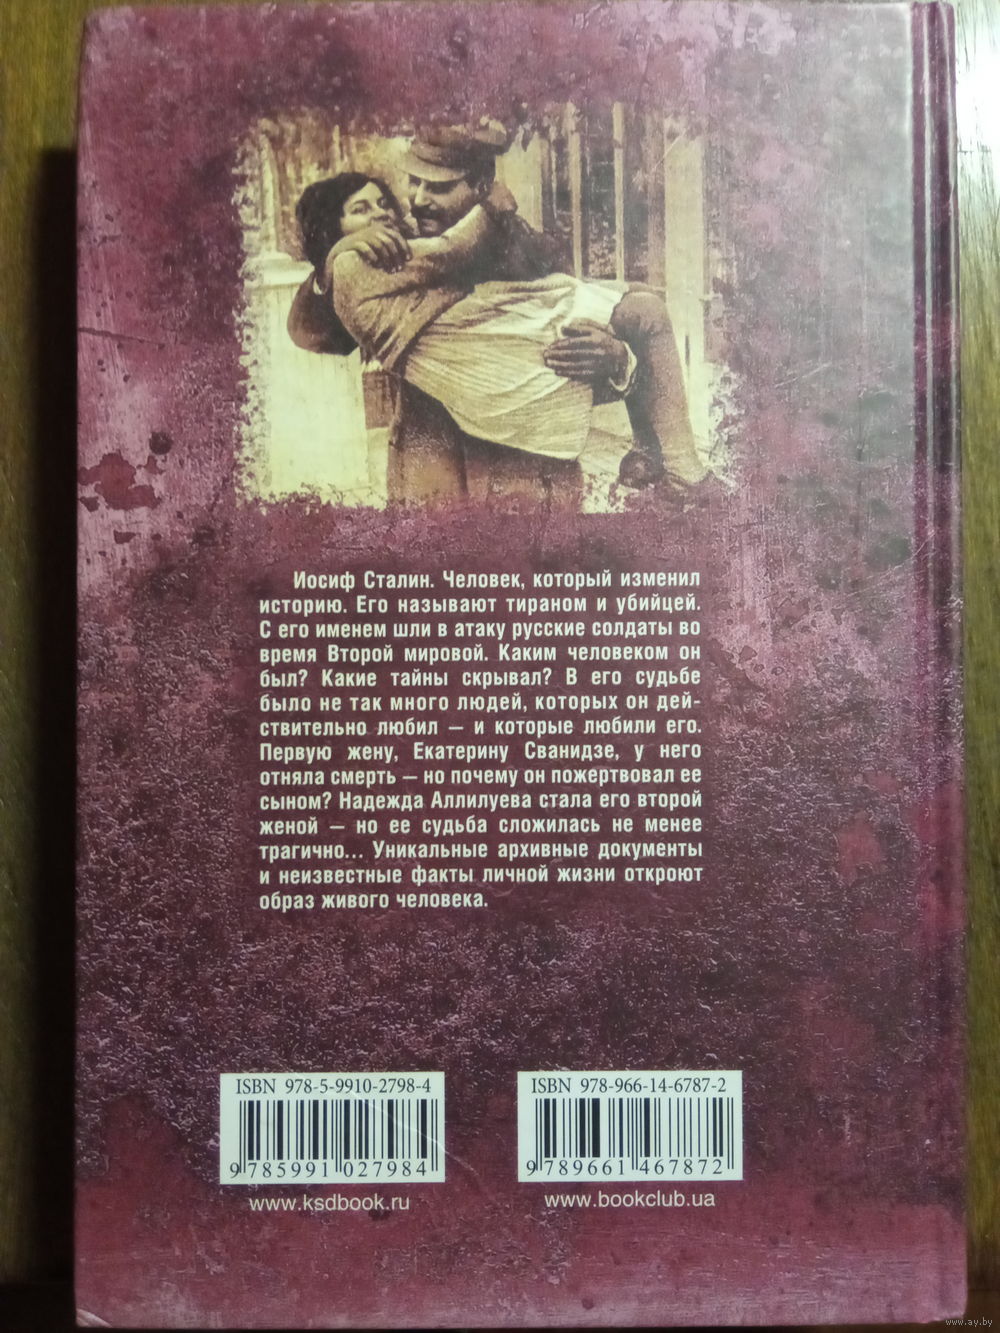 Иосиф Сталин. Человек, который изменил
историю. Его называют тираном и убийцей.
С его именем шли в атаку русские солдаты во
время Второй мировой. Каким человеком он
был? Какие тайны скрывал? В его судьбе
было не так много людей, которых он дей-
ствительно любил — и которые любили его.
Первую жену, Екатерину Сванидзе, у него
отняла смерть — но почему он пожертвовал ее
сыном? Надежда Аллилуева стала его второй
женой — но ее судьба сложилась не менее
трагично... Уникальные архивные документы
и неизвестные факты личной жизни откроют
образ живого человека.
ISBN 978-5-9910-2798-4
9 785991 027984
www.ksdbook.ru
ISBN 978-966-14-6787-2
9 789661 467872
www.bookclub.ua
www.ay.by